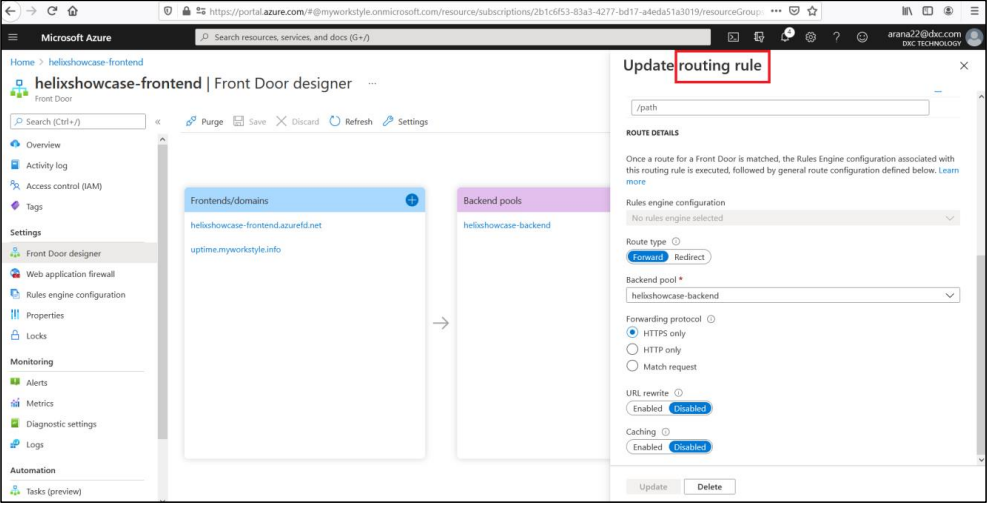 https://portal.azure.com/#@myworkstyle.onmicrosoft.com/resource/subscriptions/2b1c6f53-83a3-4277-bd17-a4eda51a3019/resourceGroup
Microsoft Azure
Search resources, services, and docs (G+/)
4
arana22@dxc.com
DXC TECHNOLOGY
Home > helixshowcase-frontend
helixshowcase-frontend | Front Door designer ...
Front Door
Search (Ctrl+/)
«
Purge Save Discard Refresh Settings
Overview
Activity log
Access control (IAM)
Tags
Settings
Front Door designer
Web application firewall
Rules engine configuration
Properties
Locks
Monitoring
Alerts
Metrics
Diagnostic settings
Logs
Automation
Tasks (preview)
Frontends/domains
helixshowcase-frontend.azurefd.net
uptime.myworkstyle.info
Backend pools
helixshowcase-backend
Update routing rule
/path
ROUTE DETAILS
Once a route for a Front Door is matched, the Rules Engine configuration associated with
this routing rule is executed, followed by general route configuration defined below. Learn
more
Rules engine configuration
No rules engine selected
Route type
Forward Redirect
Backend pool *
helixshowcase-backend
Forwarding protocol
HTTPS only
HTTP only
Match request
URL rewrite
Enabled Disabled
Caching
Enabled Disabled
Update Delete